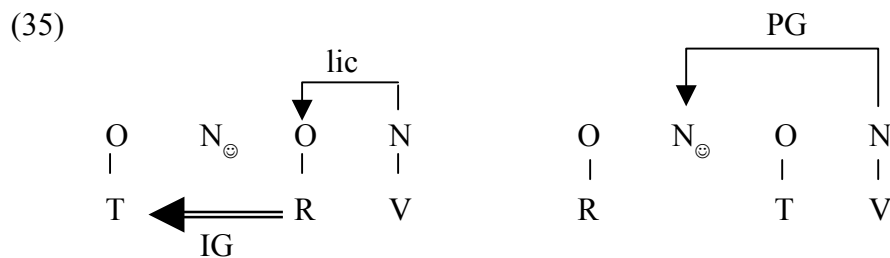 (35) PG
lic
O N☺ O N O N☺ O N
T R V R T V
IG